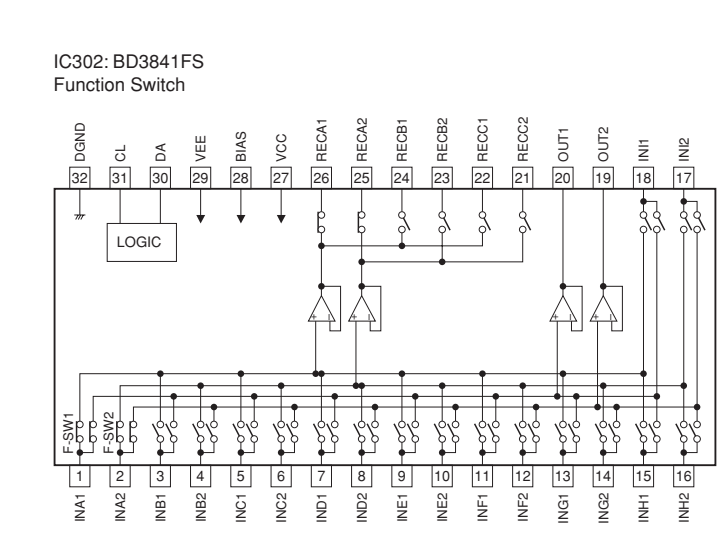 IC302: BD3841FS
Function Switch
DGND CL DA VEE BIAS VCC RECA1 RECA2 RECB1 RECB2 RECC1 RECC2 OUT1 OUT2 INI1 INI2
32 31 30 29 28 27 26 25 24 23 22 21 20 19 18 17
LOGIC
+ − + − + − + −
F-SW1 F-SW2
1 2 3 4 5 6 7 8 9 10 11 12 13 14 15 16
INA1 INA2 INB1 INB2 INC1 INC2 IND1 IND2 INE1 INE2 INF1 INF2 ING1 ING2 INH1 INH2